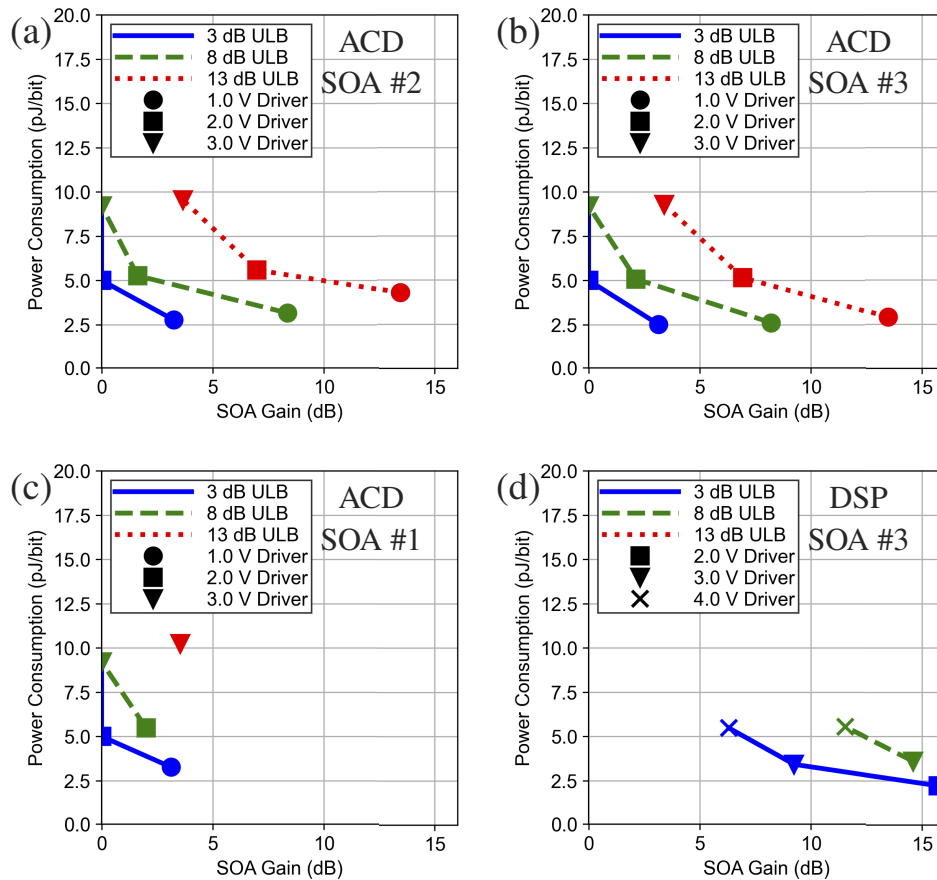 (a)
Power Consumption (pJ/bit)
20.0
17.5
15.0
12.5
10.0
7.5
5.0
2.5
0.0
3 dB ULB
8 dB ULB
13 dB ULB
1.0 V Driver
2.0 V Driver
3.0 V Driver
ACD
SOA #2
0 5 10 15
SOA Gain (dB)
(b)
Power Consumption (pJ/bit)
20.0
17.5
15.0
12.5
10.0
7.5
5.0
2.5
0.0
3 dB ULB
8 dB ULB
13 dB ULB
1.0 V Driver
2.0 V Driver
3.0 V Driver
ACD
SOA #3
0 5 10 15
SOA Gain (dB)
(c)
Power Consumption (pJ/bit)
20.0
17.5
15.0
12.5
10.0
7.5
5.0
2.5
0.0
3 dB ULB
8 dB ULB
13 dB ULB
1.0 V Driver
2.0 V Driver
3.0 V Driver
ACD
SOA #1
0 5 10 15
SOA Gain (dB)
(d)
Power Consumption (pJ/bit)
20.0
17.5
15.0
12.5
10.0
7.5
5.0
2.5
0.0
3 dB ULB
8 dB ULB
13 dB ULB
2.0 V Driver
3.0 V Driver
4.0 V Driver
DSP
SOA #3
0 5 10 15
SOA Gain (dB)